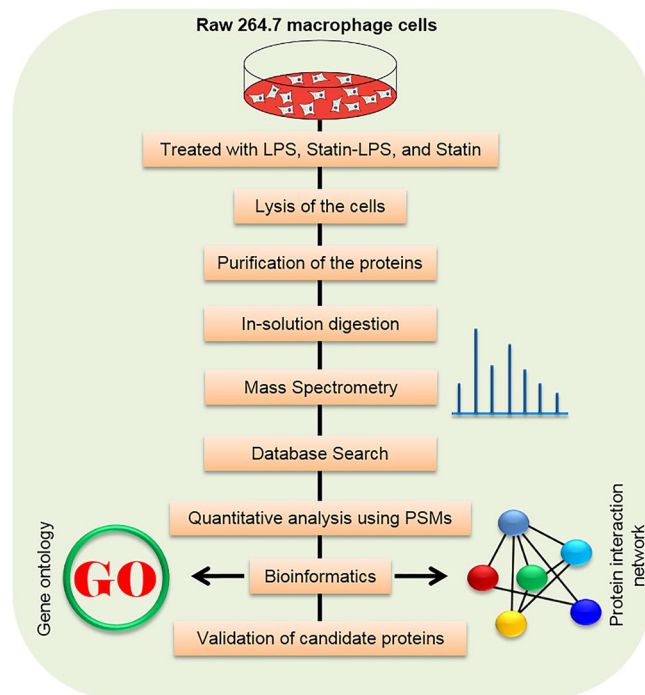 Raw 264.7 macrophage cells
Treated with LPS, Statin-LPS, and Statin
Lysis of the cells
Purification of the proteins
In-solution digestion
Mass Spectrometry
Database Search
Quantitative analysis using PSMs
Gene ontology
GO
Bioinformatics
Protein interaction
network
Validation of candidate proteins